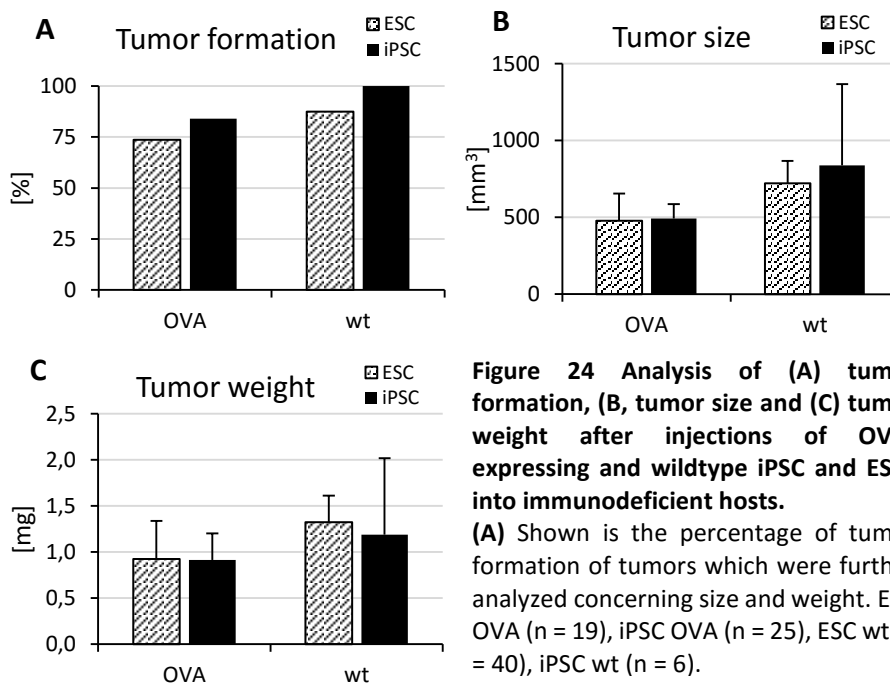 A
Tumor formation
ESC
iPSC
100
75
50
25
0
[%]
OVA
wt
B
Tumor size
ESC
iPSC
1500
1000
500
0
[mm³]
OVA
wt
C
Tumor weight
ESC
iPSC
2,5
2,0
1,5
1,0
0,5
0,0
[mg]
OVA
wt
Figure 24 Analysis of (A) tum
formation, (B, tumor size and (C) tum
weight after injections of OV
expressing and wildtype iPSC and ES
into immunodeficient hosts.
(A) Shown is the percentage of tum
formation of tumors which were furth
analyzed concerning size and weight. E
OVA (n = 19), iPSC OVA (n = 25), ESC wt
= 40), iPSC wt (n = 6).